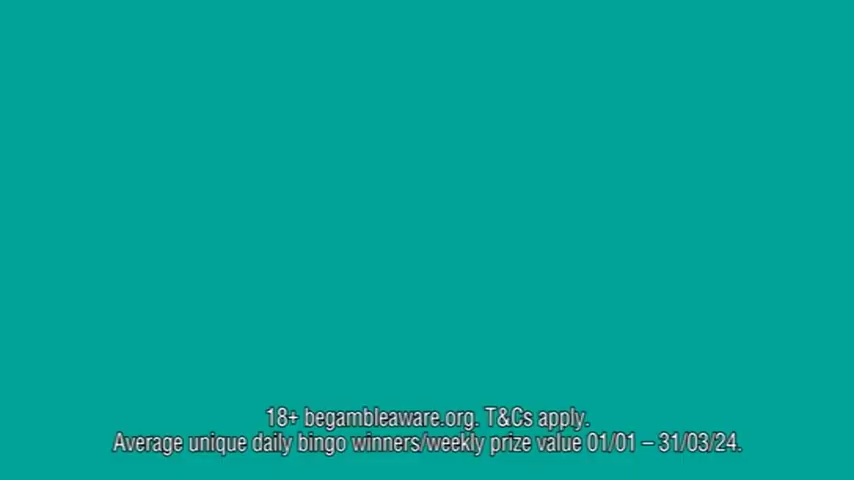 18+ begambleaware.org. T&Cs apply.
Average unique daily bingo winners/weekly prize value 01/01 – 31/03/24.